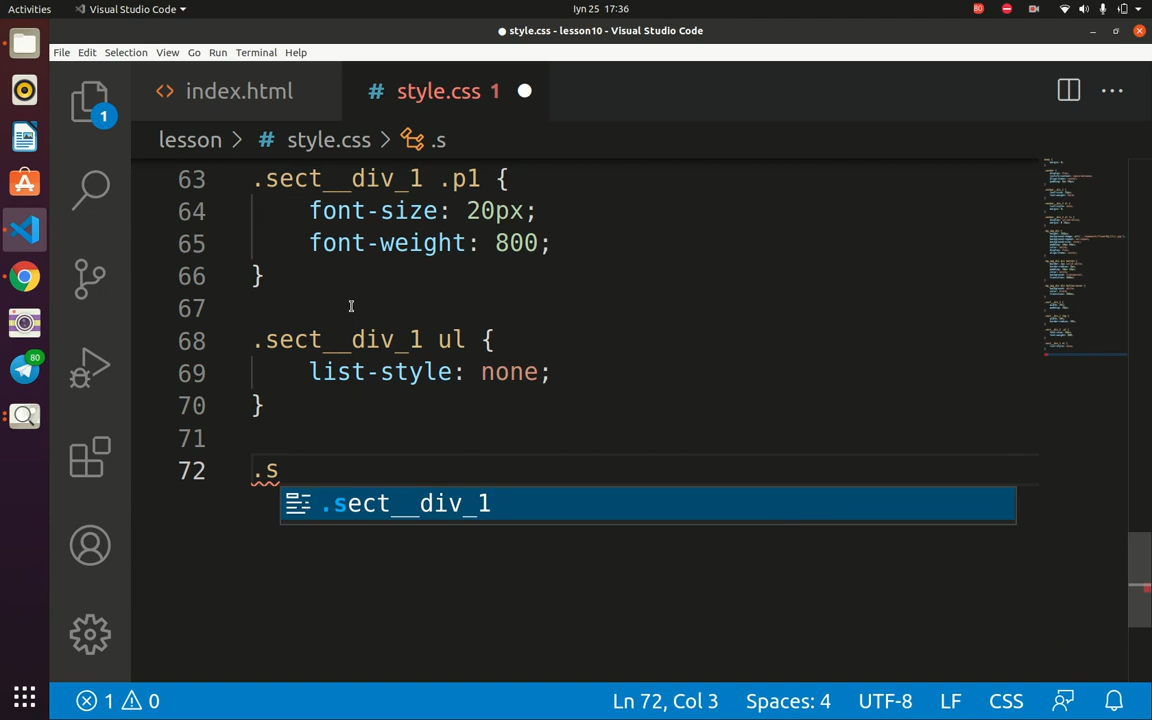 Activities
Visual Studio Code
Iyn 25 17:36
80
style.css - lesson10 - Visual Studio Code
File Edit Selection View Go Run Terminal Help
index.html
# style.css 1
1
lesson > # style.css > .s
63 .sect__div_1 .p1 {
64 font-size: 20px;
65 font-weight: 800;
66 }
67
68 .sect__div_1 ul {
69 list-style: none;
70 }
71
72 .s
.sect__div_1
80
1 0
Ln 72, Col 3 Spaces: 4 UTF-8 LF CSS